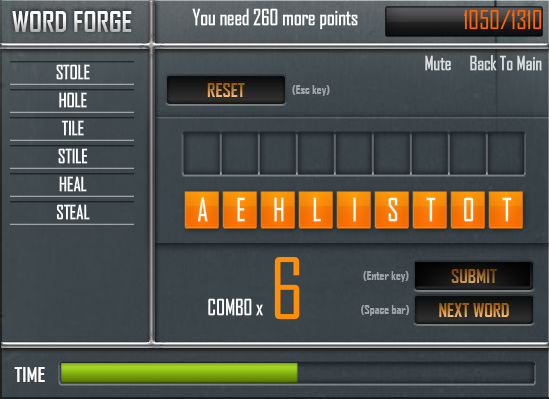 WORD FORGE
You need 260 more points
1050/1310
Mute Back To Main
STOLE
HOLE
TILE
STILE
HEAL
STEAL
RESET (Esc key)
A E H L I S T O T
COMBO x 6
(Enter key) SUBMIT
(Space bar) NEXT WORD
TIME